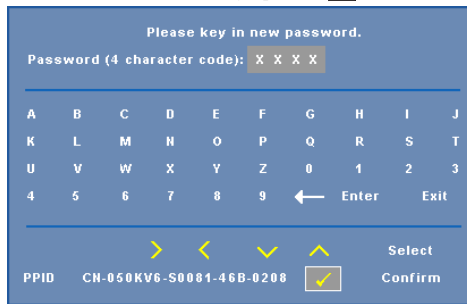 Please key in new password.
Password (4 character code): X X X X
A B C D E F G H I J
K L M N O P Q R S T
U V W X Y Z 0 1 2 3
4 5 6 7 8 9 ← Enter Exit
Select
PPID CN-050KV6-S0081-46B-0208 ✓ Confirm